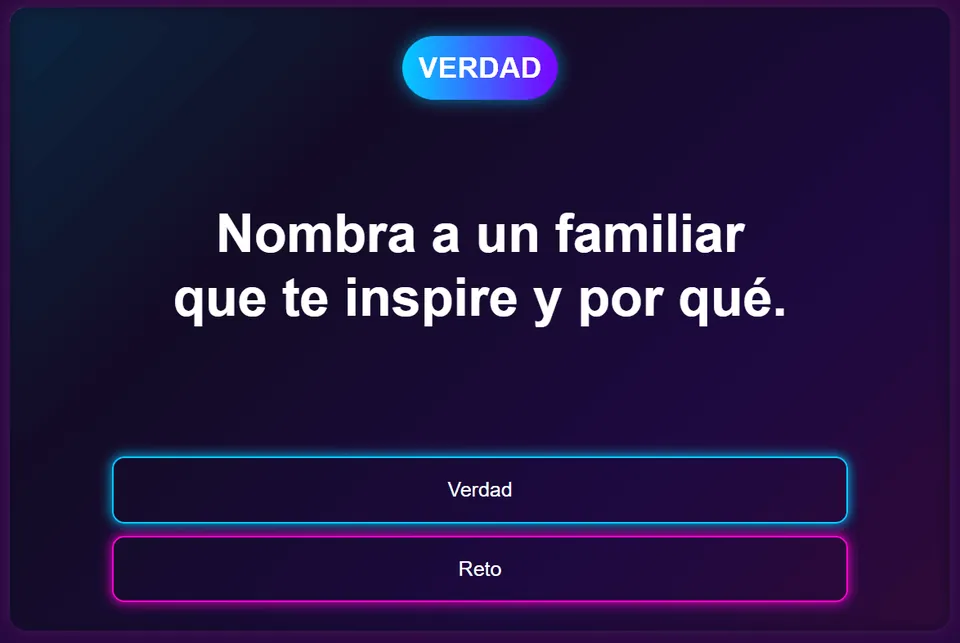 VERDAD
Nombra a un familiar
que te inspire y por qué.
Verdad
Reto